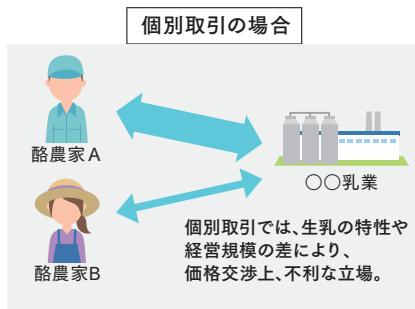 個別取引の場合
酪農家A
〇〇乳業
酪農家B
個別取引では、生乳の特性や
経営規模の差により、
価格交渉上、不利な立場。